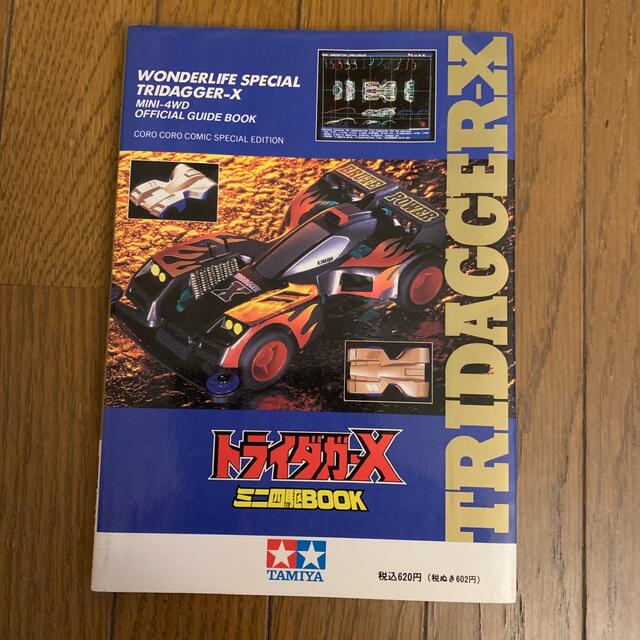 WONDERLIFE SPECIAL
TRIDAGGER-X
MINI-4WD
OFFICIAL GUIDE BOOK
CORO CORO COMIC SPECIAL EDITION
TRIDAGGER-X
X
トライダガーX
ミニ四駆BOOK
TAMIYA
税込620円（税ぬき602円）